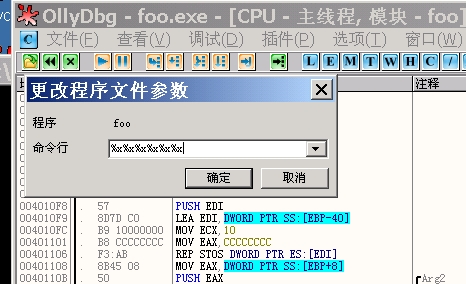 OllyDbg - foo.exe - [CPU - 主线程, 模块 - foo]
C 文件(F) 查看(V) 调试(D) 插件(P) 选项(T) 窗口(W)
L E M T W H C /
更改程序文件参数
注释
程序 foo
命令行 %x%x%x%x%x%x
确定 取消
004010F8 . 57 PUSH EDI
004010F9 . 8D7D C0 LEA EDI,DWORD PTR SS:[EBP-40]
004010FC . B9 10000000 MOV ECX,10
00401101 . B8 CCCCCCCC MOV EAX,CCCCCCCC
00401106 . F3:AB REP STOS DWORD PTR ES:[EDI]
00401108 . 8B45 08 MOV EAX,DWORD PTR SS:[EBP+8]
0040110B . 50 PUSH EAX Arg2